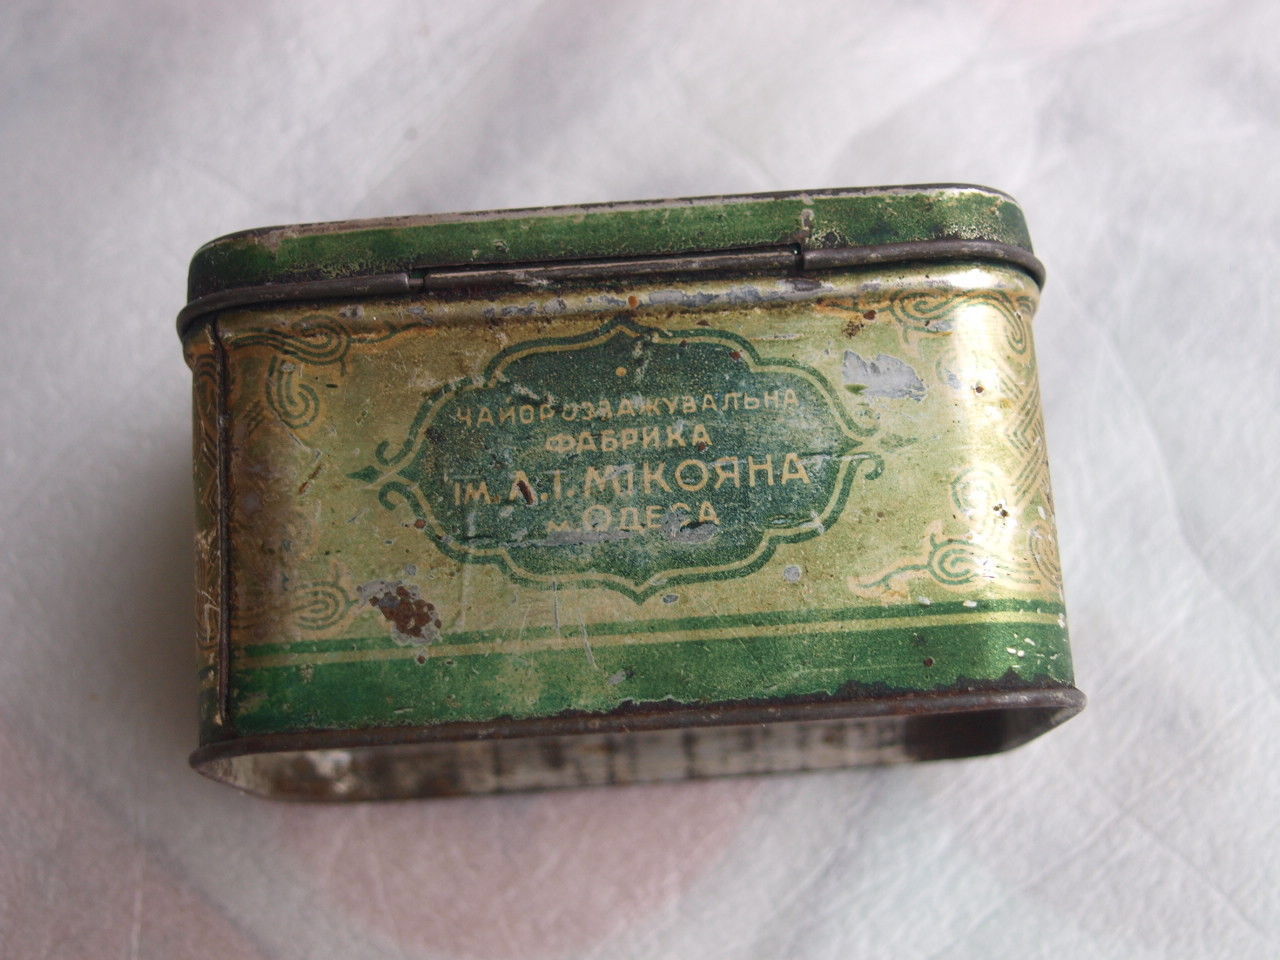 ЧАЙОРОЗВАЖУВАЛЬНА
ФАБРИКА
ІМ. А.І. МІКОЯНА
м. ОДЕСА